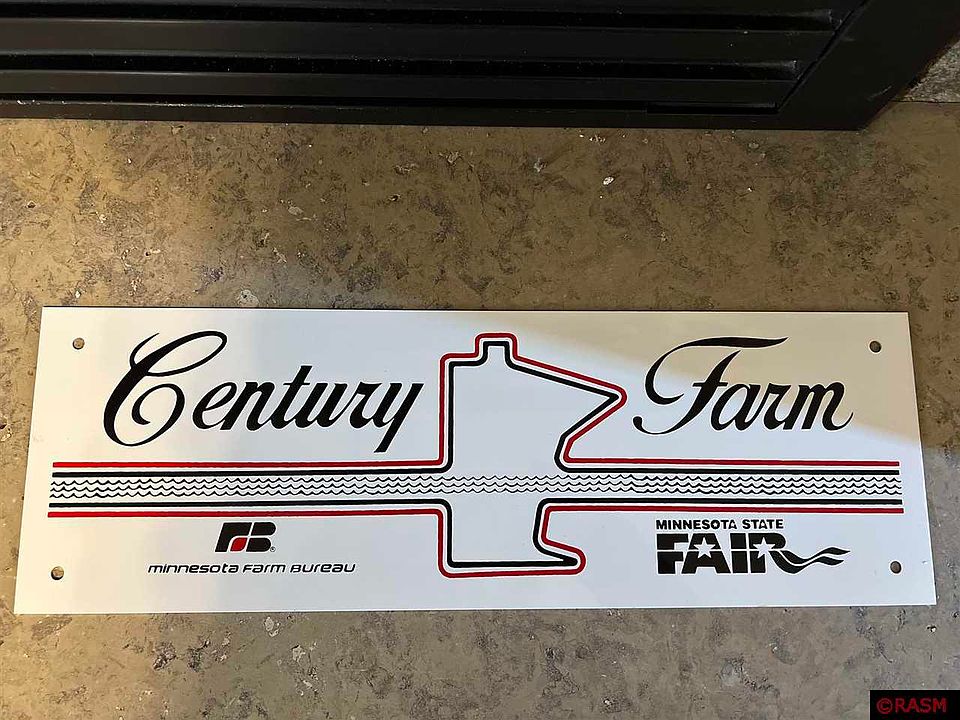 Century Farm
FB®
minnesota Farm Bureau
MINNESOTA STATE
FAIR
©RASM